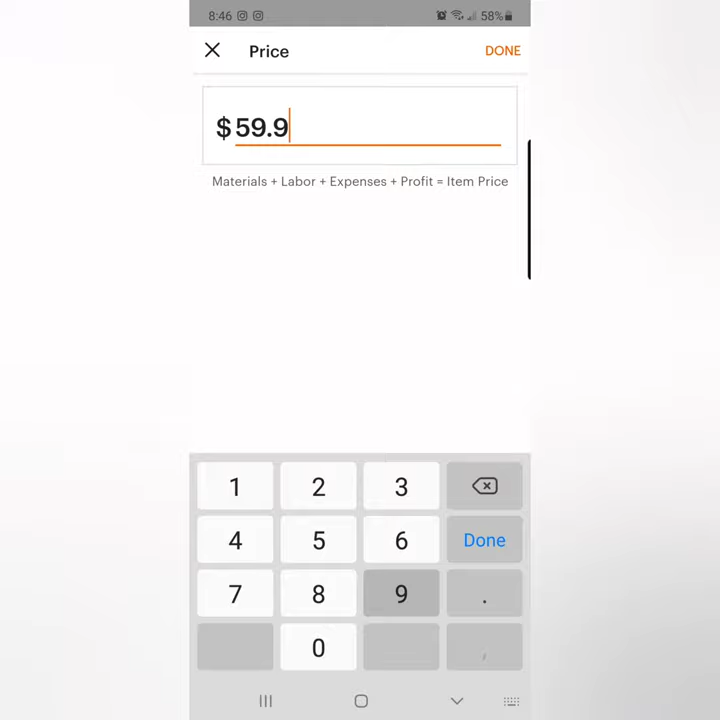 8:46 58%
Price DONE
$59.9
Materials + Labor + Expenses + Profit = Item Price
1 2 3
4 5 6 Done
7 8 9 .
0 ,